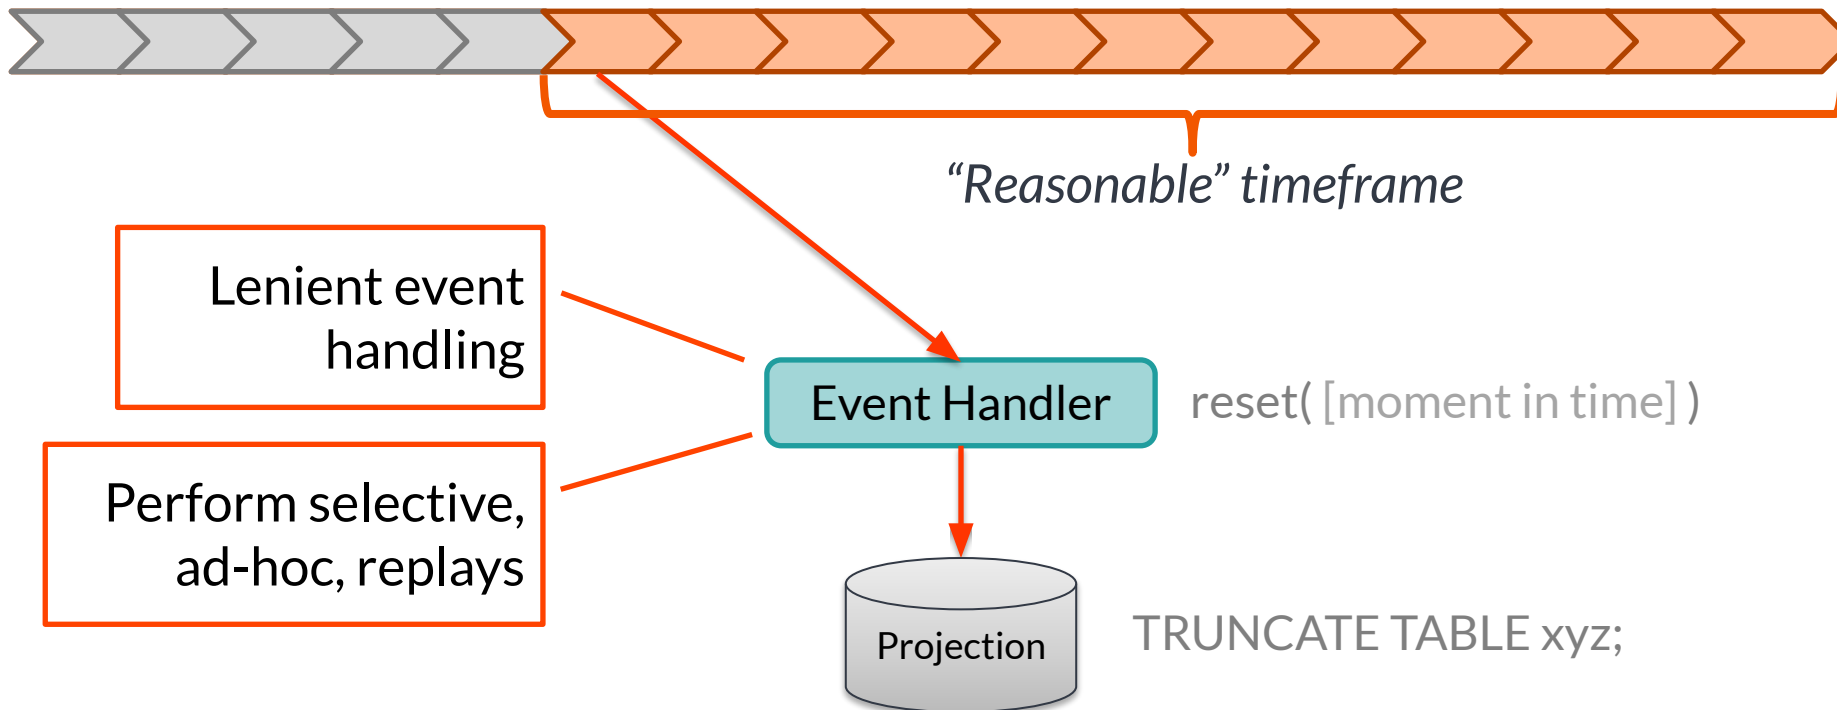 “Reasonable” timeframe
Lenient event
handling
Event Handler
reset( [moment in time] )
Perform selective,
ad-hoc, replays
Projection
TRUNCATE TABLE xyz;